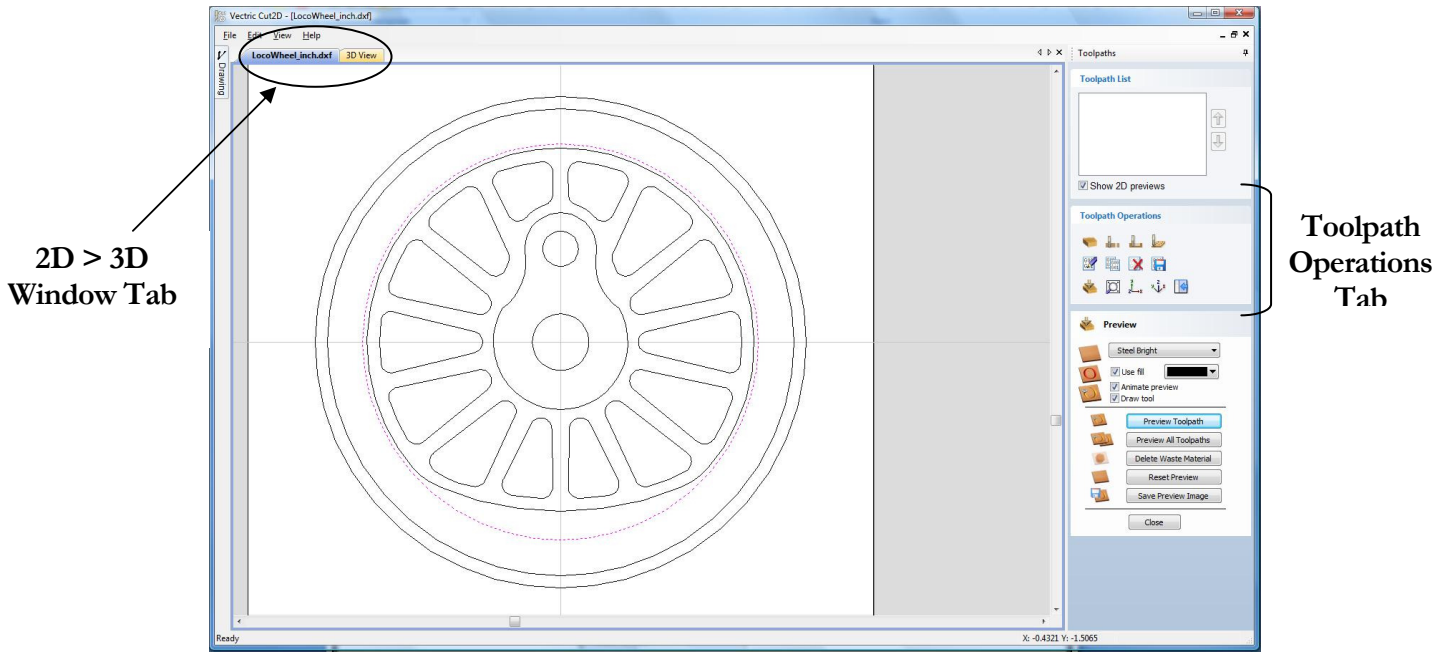 Vectric Cut2D - [LocoWheel_inch.dxf]
File Edit View Help
LocoWheel_inch.dxf 3D View
Drawing
Toolpaths
Toolpath List
Show 2D previews
Toolpath Operations
Preview
Steel Bright
Use fill
Animate preview
Draw tool
Preview Toolpath
Preview All Toolpaths
Delete Waste Material
Reset Preview
Save Preview Image
Close
Ready
X: -0.4321 Y: -1.5065
2D > 3D
Window Tab
Toolpath
Operations
Tab